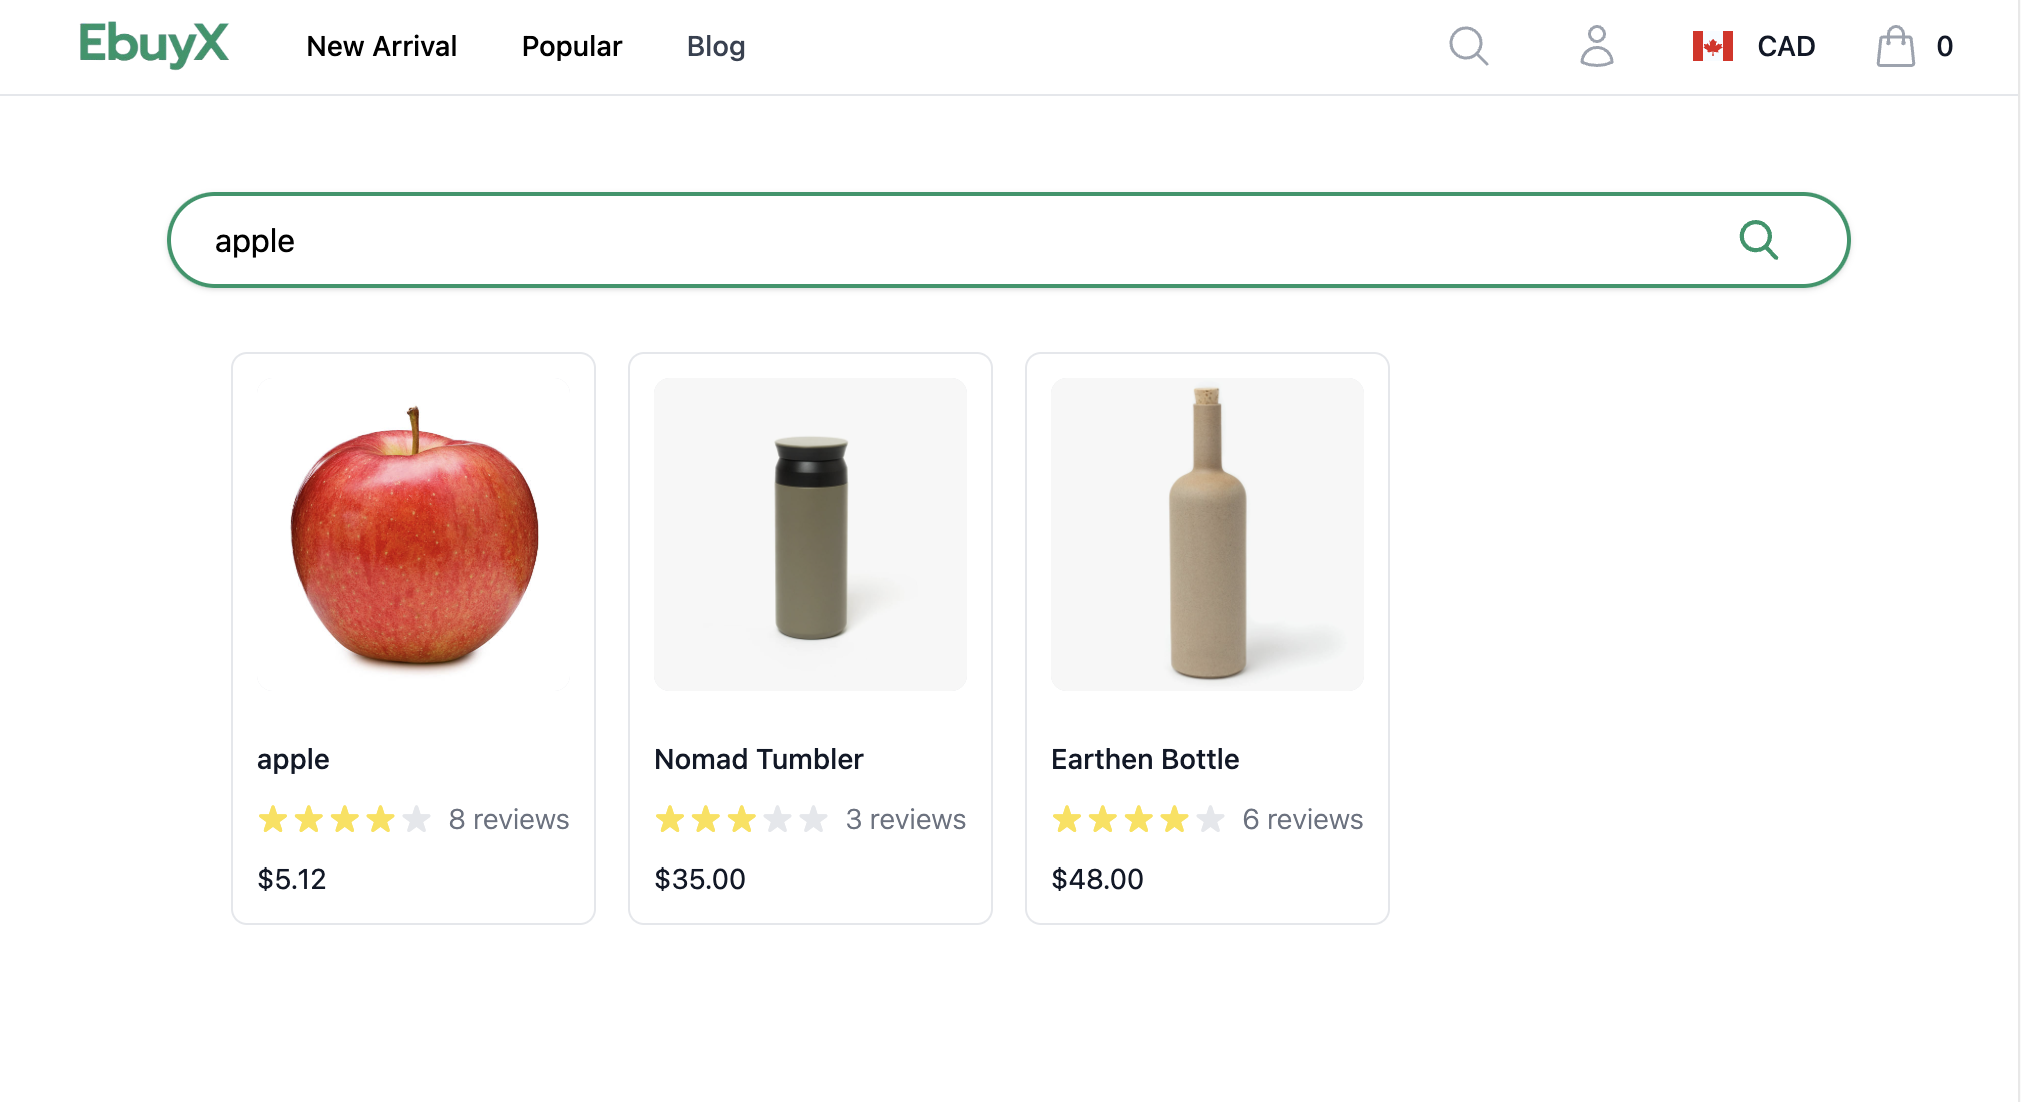 EbuyX New Arrival Popular Blog CAD 0
apple
apple Nomad Tumbler Earthen Bottle
8 reviews 3 reviews 6 reviews
$5.12 $35.00 $48.00